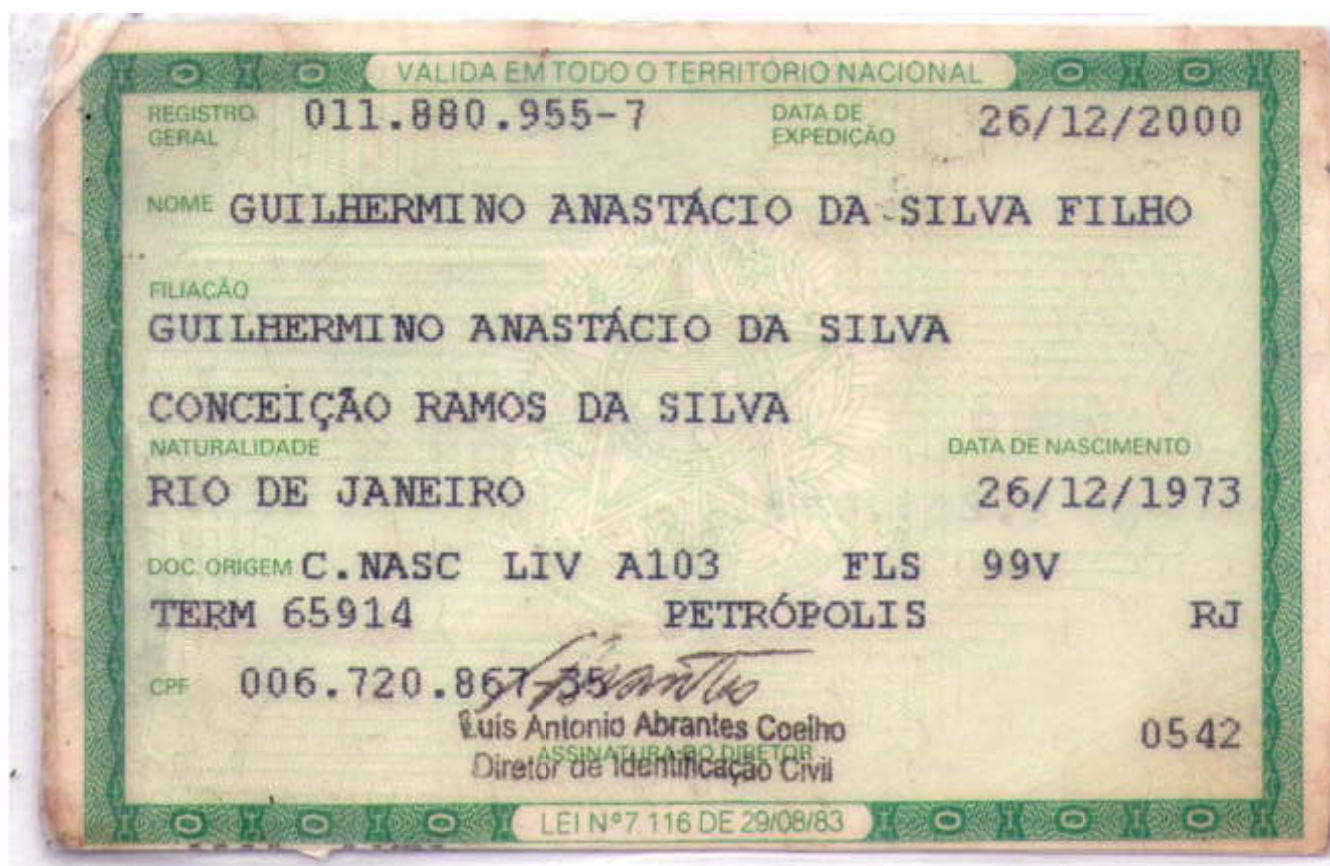 VALIDA EM TODO O TERRITÓRIO NACIONAL
REGISTRO GERAL 011.880.955-7 DATA DE EXPEDIÇÃO 26/12/2000
NOME GUILHERMINO ANASTÁCIO DA SILVA FILHO
FILIAÇÃO
GUILHERMINO ANASTÁCIO DA SILVA
CONCEIÇÃO RAMOS DA SILVA
NATURALIDADE DATA DE NASCIMENTO
RIO DE JANEIRO 26/12/1973
DOC. ORIGEM C.NASC LIV A103 FLS 99V
TERM 65914 PETRÓPOLIS RJ
CPF 006.720.867-35
Luís Antonio Abrantes Coelho 0542
ASSINATURA DO DIRETOR
Diretor de Identificação Civil
LEI Nº 7.116 DE 29/08/83